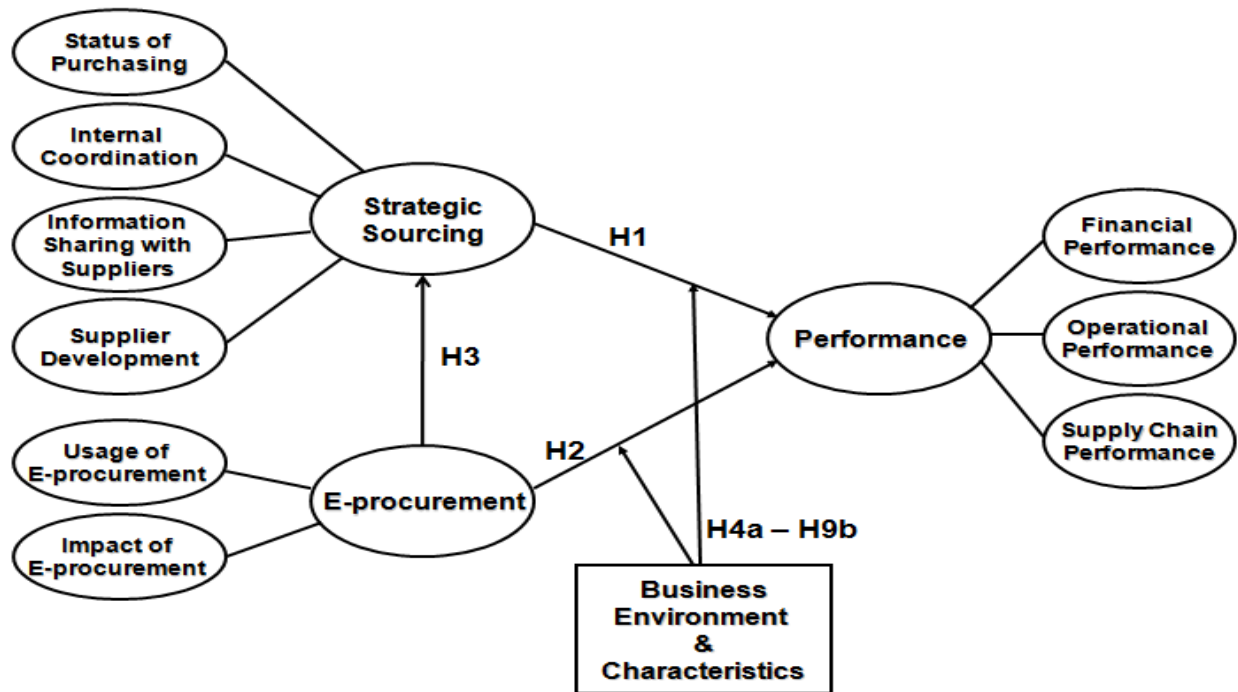 Status of
Purchasing
Internal
Coordination
Information
Sharing with
Suppliers
Supplier
Development
Usage of
E-procurement
Impact of
E-procurement
Strategic
Sourcing
H3
E-procurement
H1
H2
H4a – H9b
Business
Environment
&
Characteristics
Performance
Financial
Performance
Operational
Performance
Supply Chain
Performance